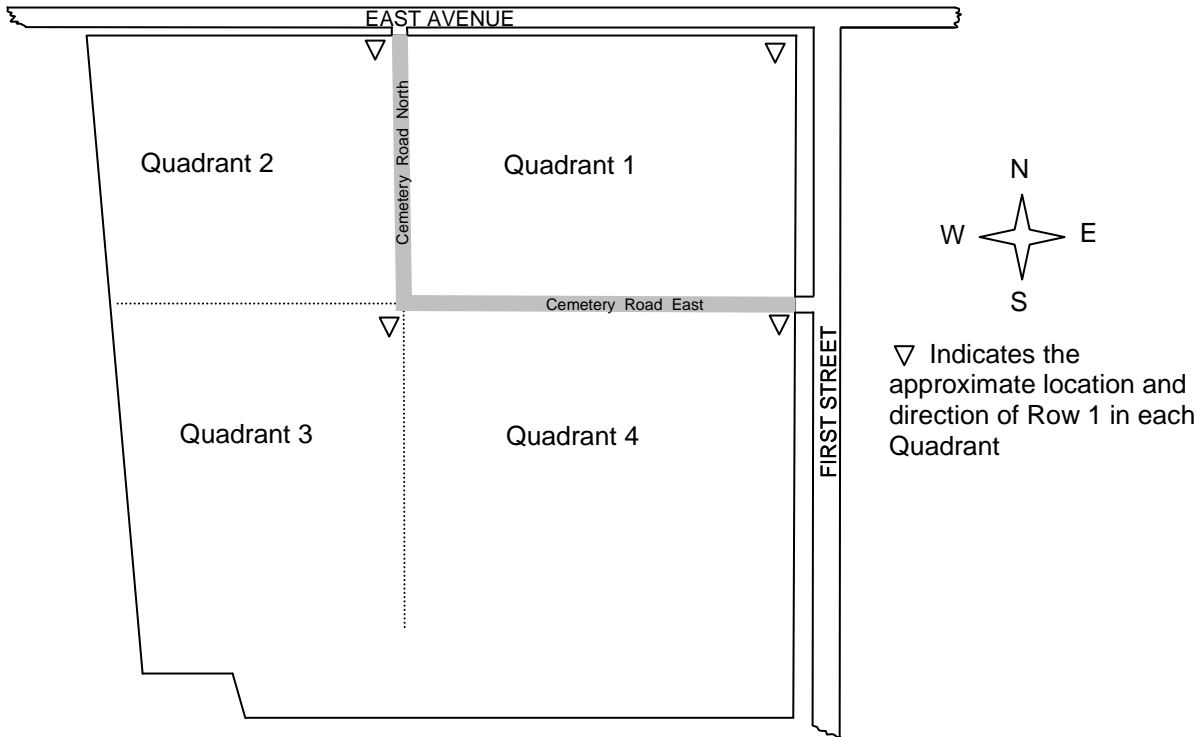 EAST AVENUE
Cemetery Road North
Quadrant 2
Quadrant 1
N
W
E
S
Cemetery Road East
FIRST STREET
▽ Indicates the
approximate location and
direction of Row 1 in each
Quadrant
Quadrant 3
Quadrant 4